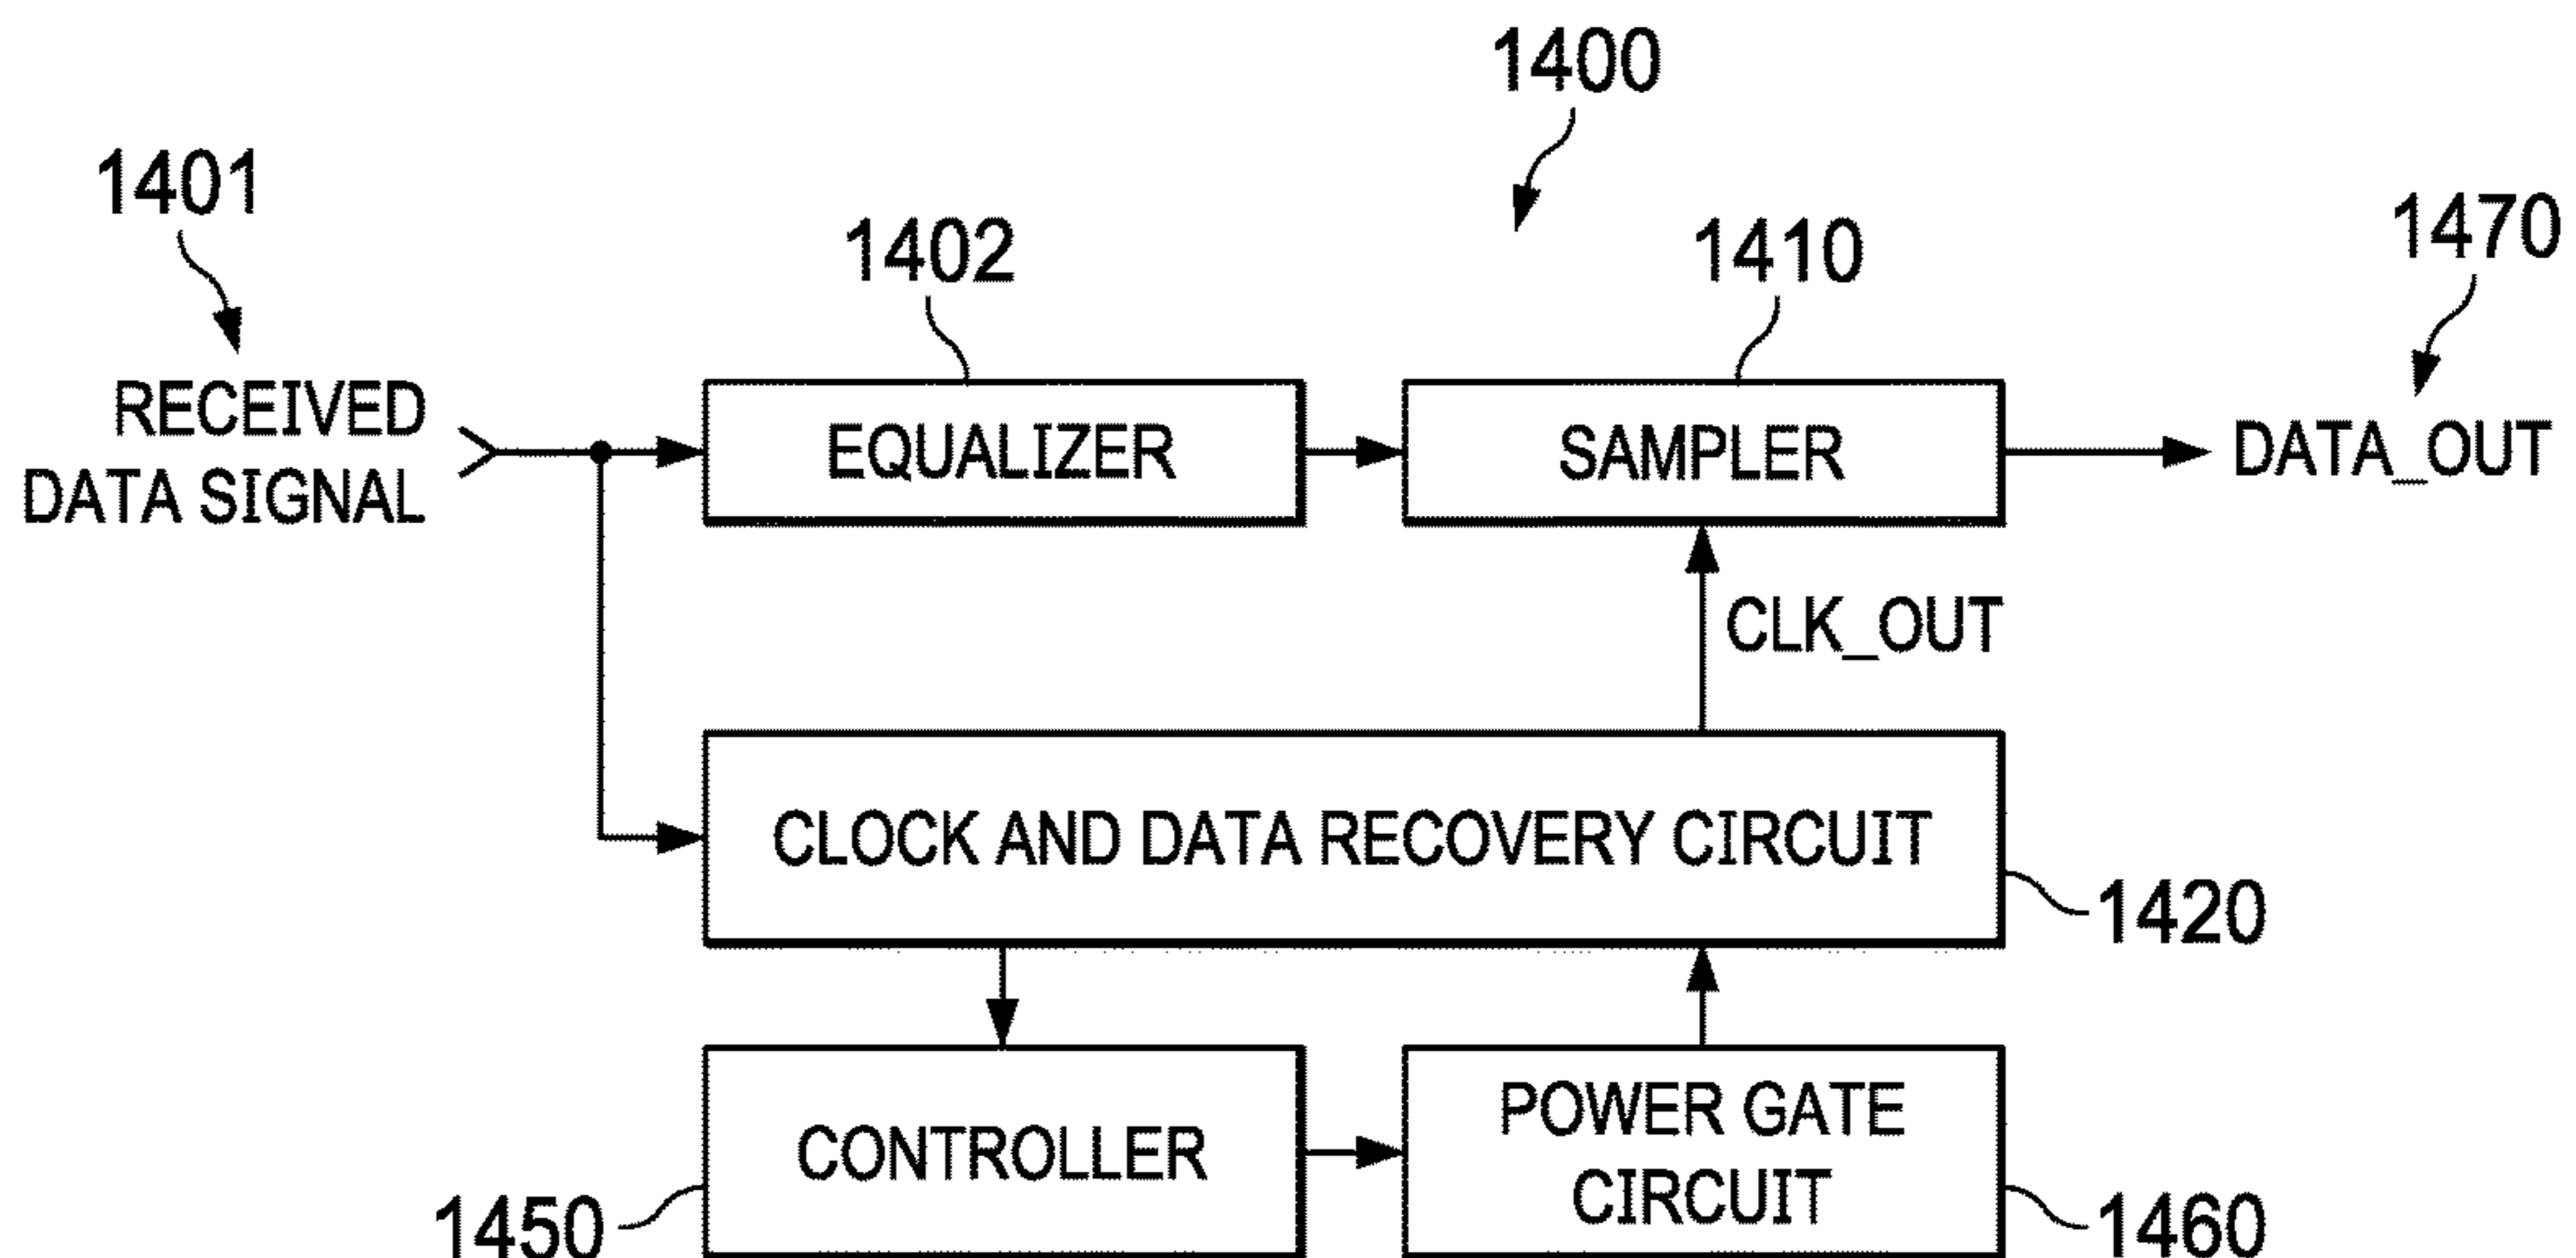 1400
1401
1402
1410
1470
RECEIVED
DATA SIGNAL
EQUALIZER
SAMPLER
DATA_OUT
CLK_OUT
CLOCK AND DATA RECOVERY CIRCUIT
1420
CONTROLLER
POWER GATE
CIRCUIT
1450
1460